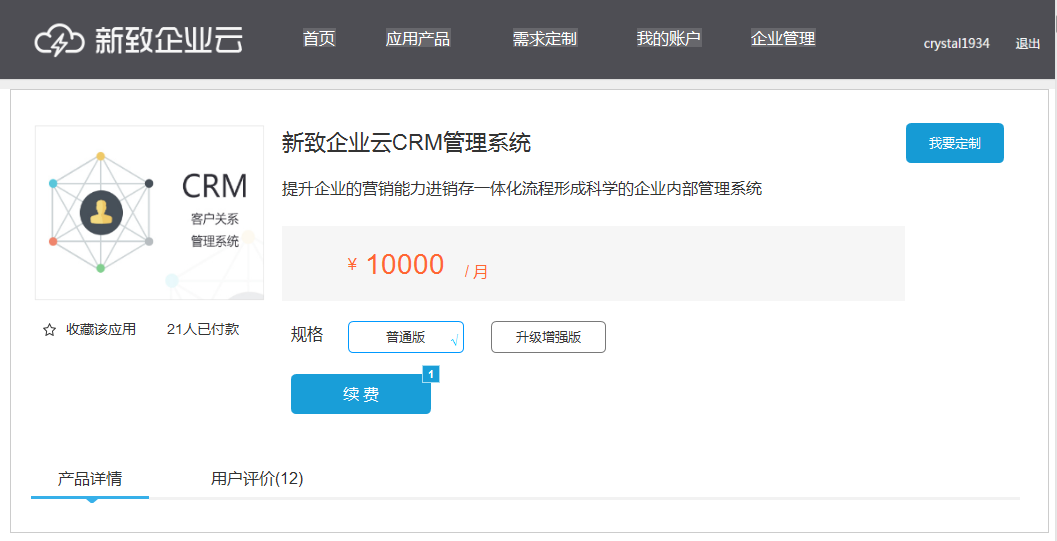 新致企业云 首页 应用产品 需求定制 我的账户 企业管理 crystal1934 退出
新致企业云CRM管理系统
我要定制
提升企业的营销能力进销存一体化流程形成科学的企业内部管理系统
CRM
客户关系
管理系统
¥ 10000 / 月
收藏该应用 21人已付款
规格 普通版 √ 升级增强版
续 费 1
产品详情 用户评价(12)